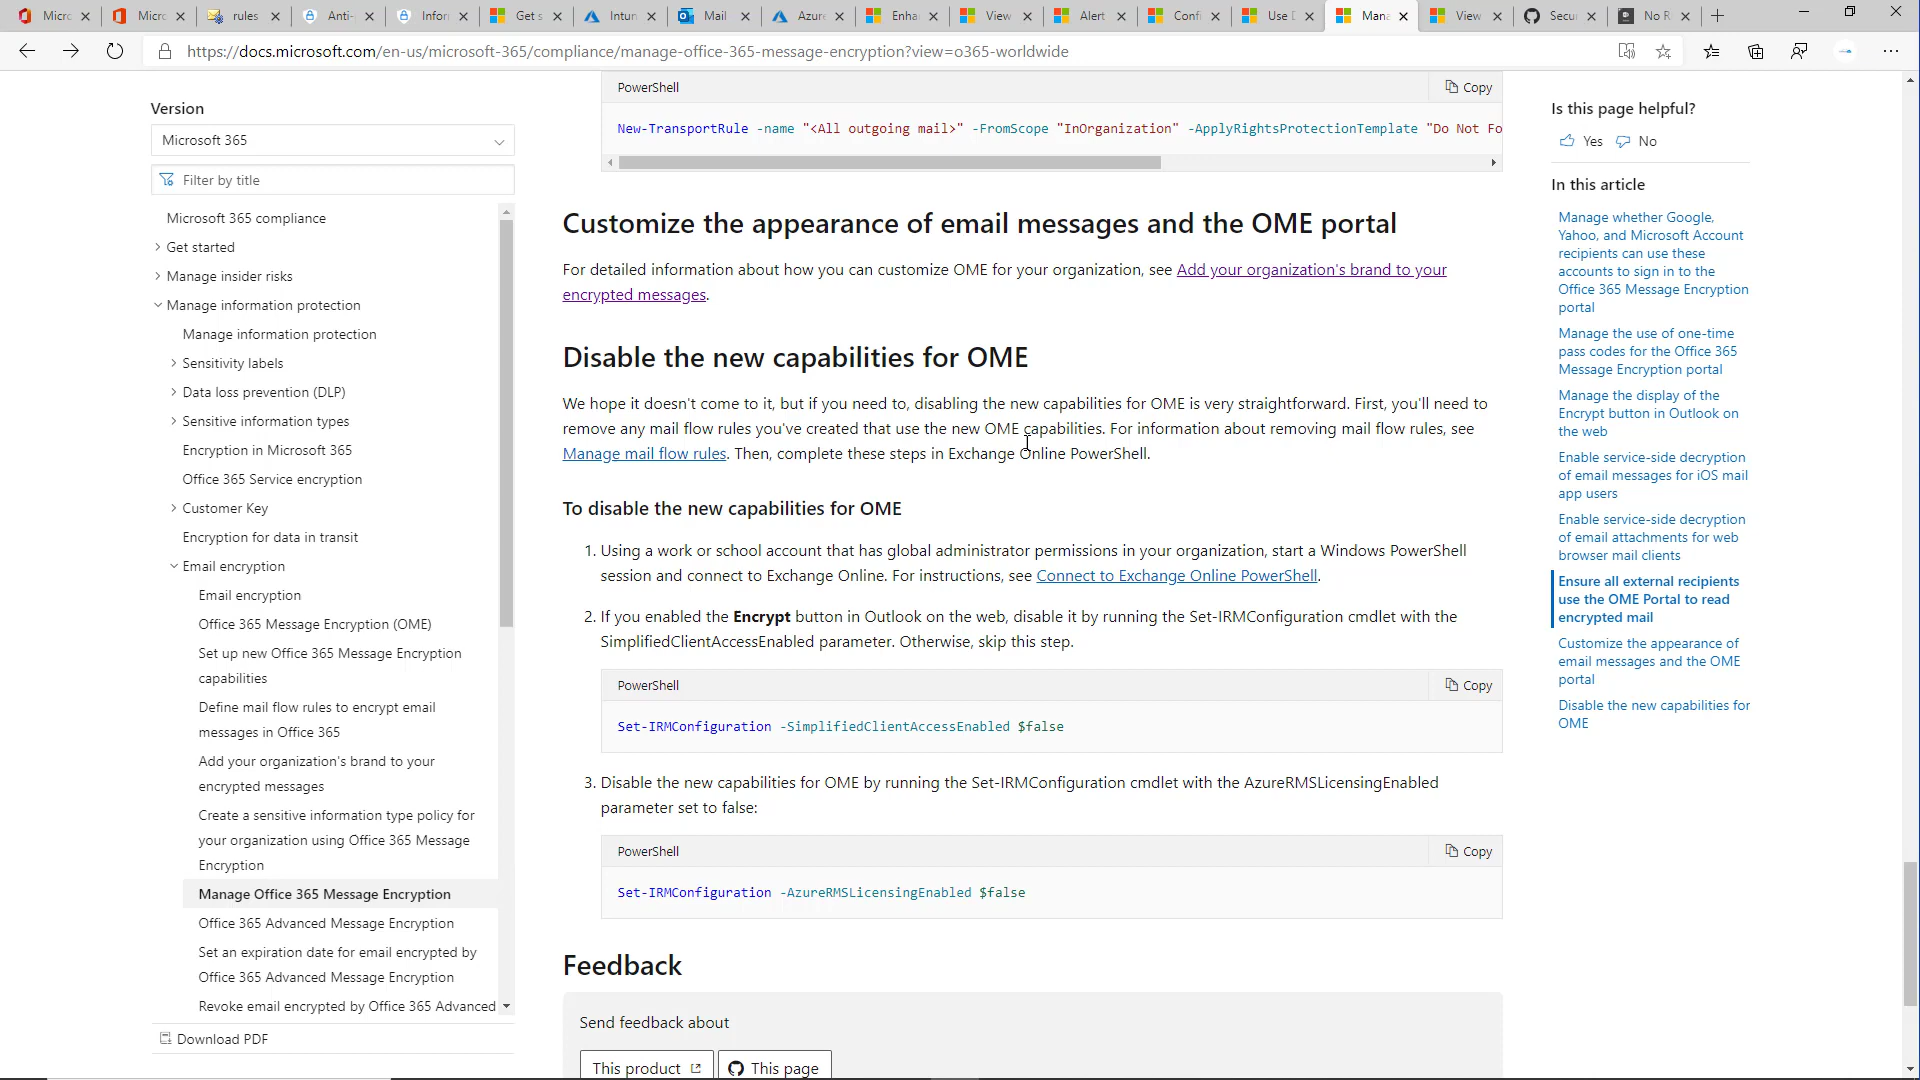 Micro
Micro
rules
Anti-
Inforr
Get s
Intun
Mail
Azure
Enha
View
Alert
Confi
Use D
Mana
View
Secu
No R
https://docs.microsoft.com/en-us/microsoft-365/compliance/manage-office-365-message-encryption?view=o365-worldwide
Version
Microsoft 365
Filter by title
Microsoft 365 compliance
Get started
Manage insider risks
Manage information protection
Manage information protection
Sensitivity labels
Data loss prevention (DLP)
Sensitive information types
Encryption in Microsoft 365
Office 365 Service encryption
Customer Key
Encryption for data in transit
Email encryption
Email encryption
Office 365 Message Encryption (OME)
Set up new Office 365 Message Encryption
capabilities
Define mail flow rules to encrypt email
messages in Office 365
Add your organization's brand to your
encrypted messages
Create a sensitive information type policy for
your organization using Office 365 Message
Encryption
Manage Office 365 Message Encryption
Office 365 Advanced Message Encryption
Set an expiration date for email encrypted by
Office 365 Advanced Message Encryption
Revoke email encrypted by Office 365 Advanced
Download PDF
PowerShell
Copy
New-TransportRule -name "<All outgoing mail>" -FromScope "InOrganization" -ApplyRightsProtectionTemplate "Do Not Fo
Customize the appearance of email messages and the OME portal
For detailed information about how you can customize OME for your organization, see Add your organization's brand to your
encrypted messages.
Disable the new capabilities for OME
We hope it doesn't come to it, but if you need to, disabling the new capabilities for OME is very straightforward. First, you'll need to
remove any mail flow rules you've created that use the new OME capabilities. For information about removing mail flow rules, see
Manage mail flow rules. Then, complete these steps in Exchange Online PowerShell.
To disable the new capabilities for OME
1. Using a work or school account that has global administrator permissions in your organization, start a Windows PowerShell
session and connect to Exchange Online. For instructions, see Connect to Exchange Online PowerShell.
2. If you enabled the Encrypt button in Outlook on the web, disable it by running the Set-IRMConfiguration cmdlet with the
SimplifiedClientAccessEnabled parameter. Otherwise, skip this step.
PowerShell
Copy
Set-IRMConfiguration -SimplifiedClientAccessEnabled $false
3. Disable the new capabilities for OME by running the Set-IRMConfiguration cmdlet with the AzureRMSLicensingEnabled
parameter set to false:
PowerShell
Copy
Set-IRMConfiguration -AzureRMSLicensingEnabled $false
Feedback
Send feedback about
This product
This page
Is this page helpful?
Yes
No
In this article
Manage whether Google,
Yahoo, and Microsoft Account
recipients can use these
accounts to sign in to the
Office 365 Message Encryption
portal
Manage the use of one-time
pass codes for the Office 365
Message Encryption portal
Manage the display of the
Encrypt button in Outlook on
the web
Enable service-side decryption
of email messages for iOS mail
app users
Enable service-side decryption
of email attachments for web
browser mail clients
Ensure all external recipients
use the OME Portal to read
encrypted mail
Customize the appearance of
email messages and the OME
portal
Disable the new capabilities for
OME